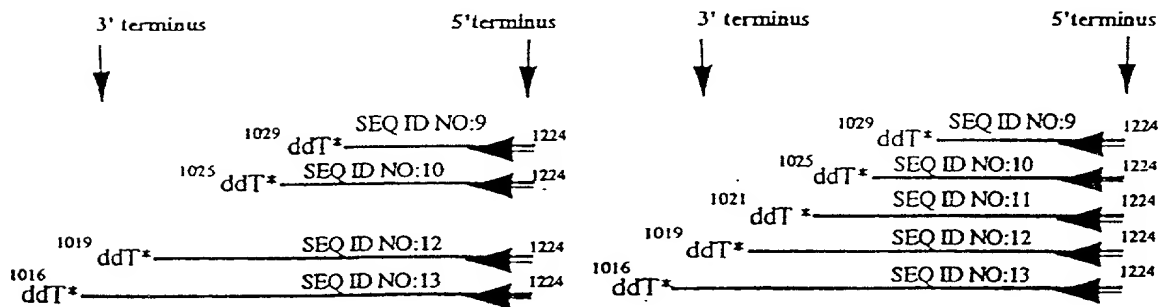 3' terminus 5'terminus
1029 ddT* SEQ ID NO:9 1224
1025 ddT* SEQ ID NO:10 1224
1019 ddT* SEQ ID NO:12 1224
1016 ddT* SEQ ID NO:13 1224
3' terminus 5'terminus
1029 ddT* SEQ ID NO:9 1224
1025 ddT* SEQ ID NO:10 1224
1021 ddT * SEQ ID NO:11 1224
1019 ddT* SEQ ID NO:12 1224
1016 ddT* SEQ ID NO:13 1224